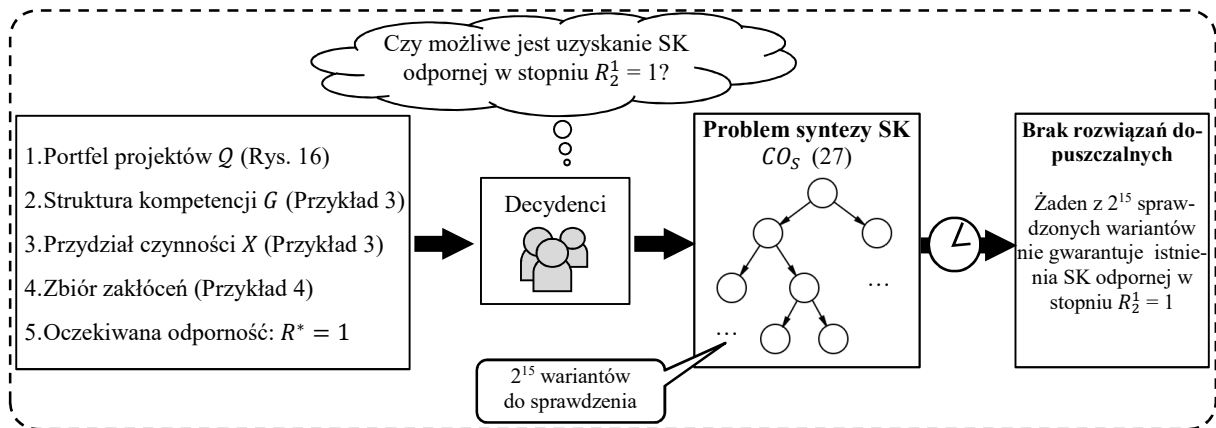 Czy możliwe jest uzyskanie SK
odpornej w stopniu $R_2^1 = 1$?
1.Portfel projektów $\mathcal{Q}$ (Rys. 16)
2.Struktura kompetencji $G$ (Przykład 3)
3.Przydział czynności $X$ (Przykład 3)
4.Zbiór zakłóceń (Przykład 4)
5.Oczekiwana odporność: $R^* = 1$
Decydenci
Problem syntezy SK
$CO_S$ (27)
...
...
$2^{15}$ wariantów
do sprawdzenia
Brak rozwiązań do-
puszczalnych
Żaden z $2^{15}$ spraw-
dzonych wariantów
nie gwarantuje istnie-
nia SK odpornej w
stopniu $R_2^1 = 1$